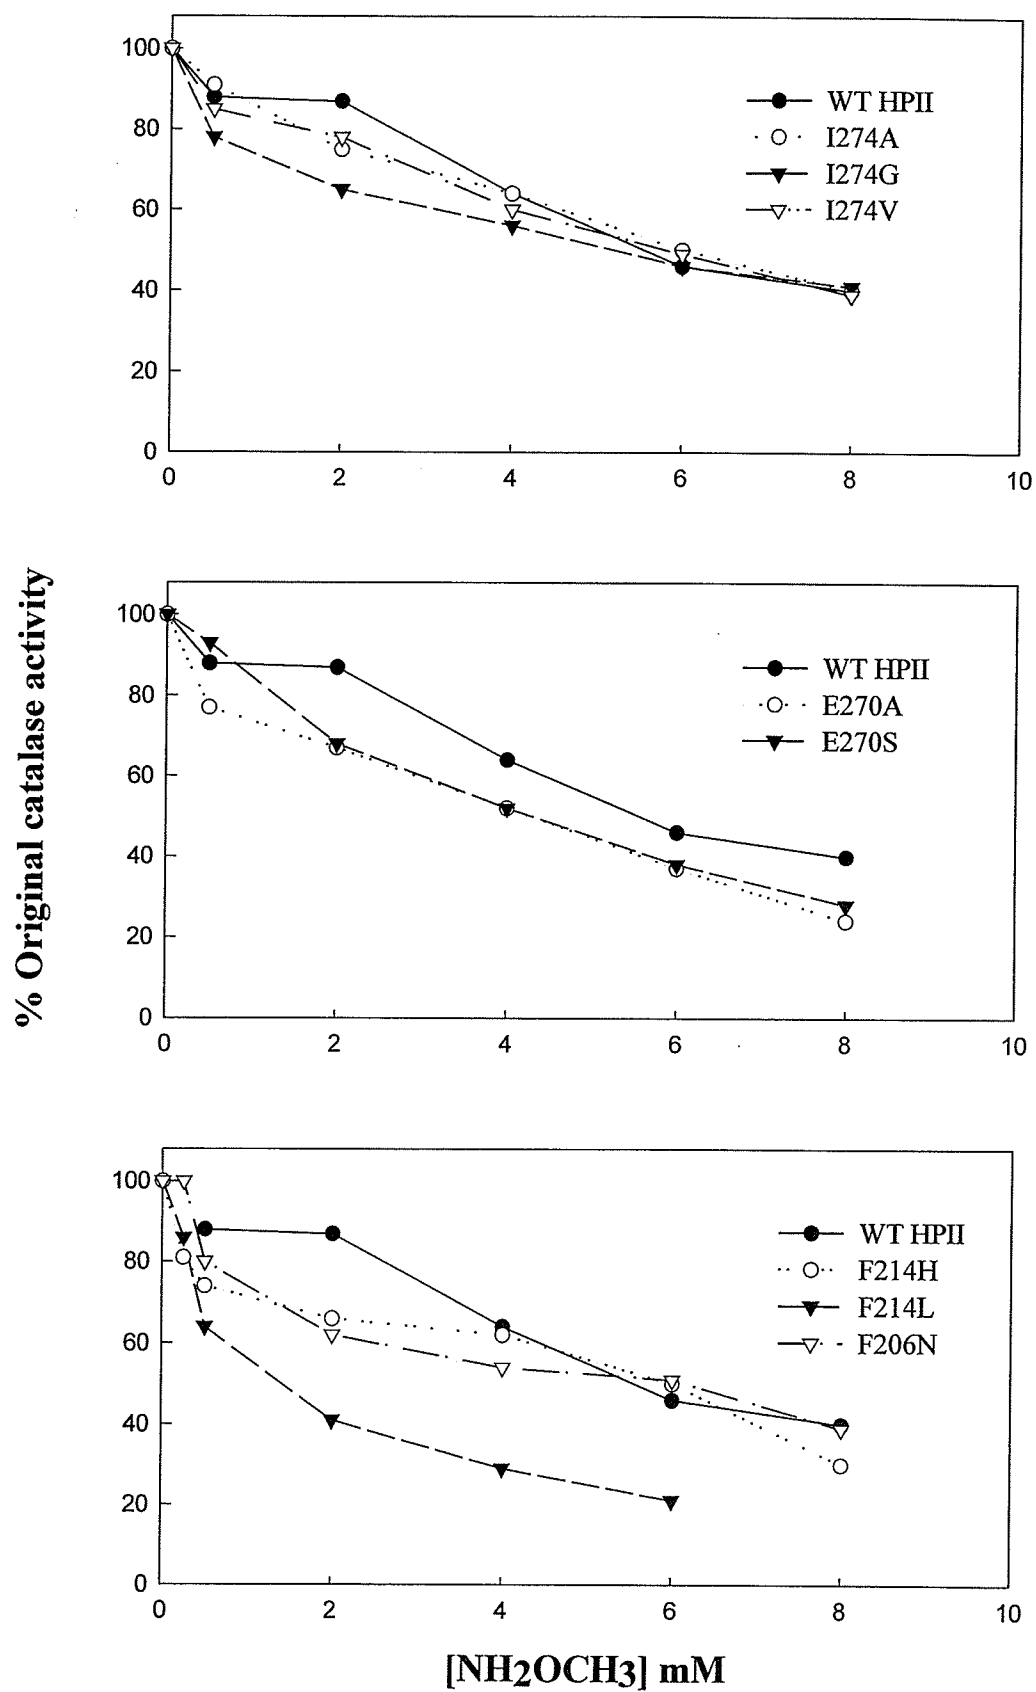 100
80
60
40
20
0
0 2 4 6 8 10
WT HPII
I274A
I274G
I274V
% Original catalase activity
100
80
60
40
20
0
0 2 4 6 8 10
WT HPII
E270A
E270S
100
80
60
40
20
0
0 2 4 6 8 10
WT HPII
F214H
F214L
F206N
[NH2OCH3] mM